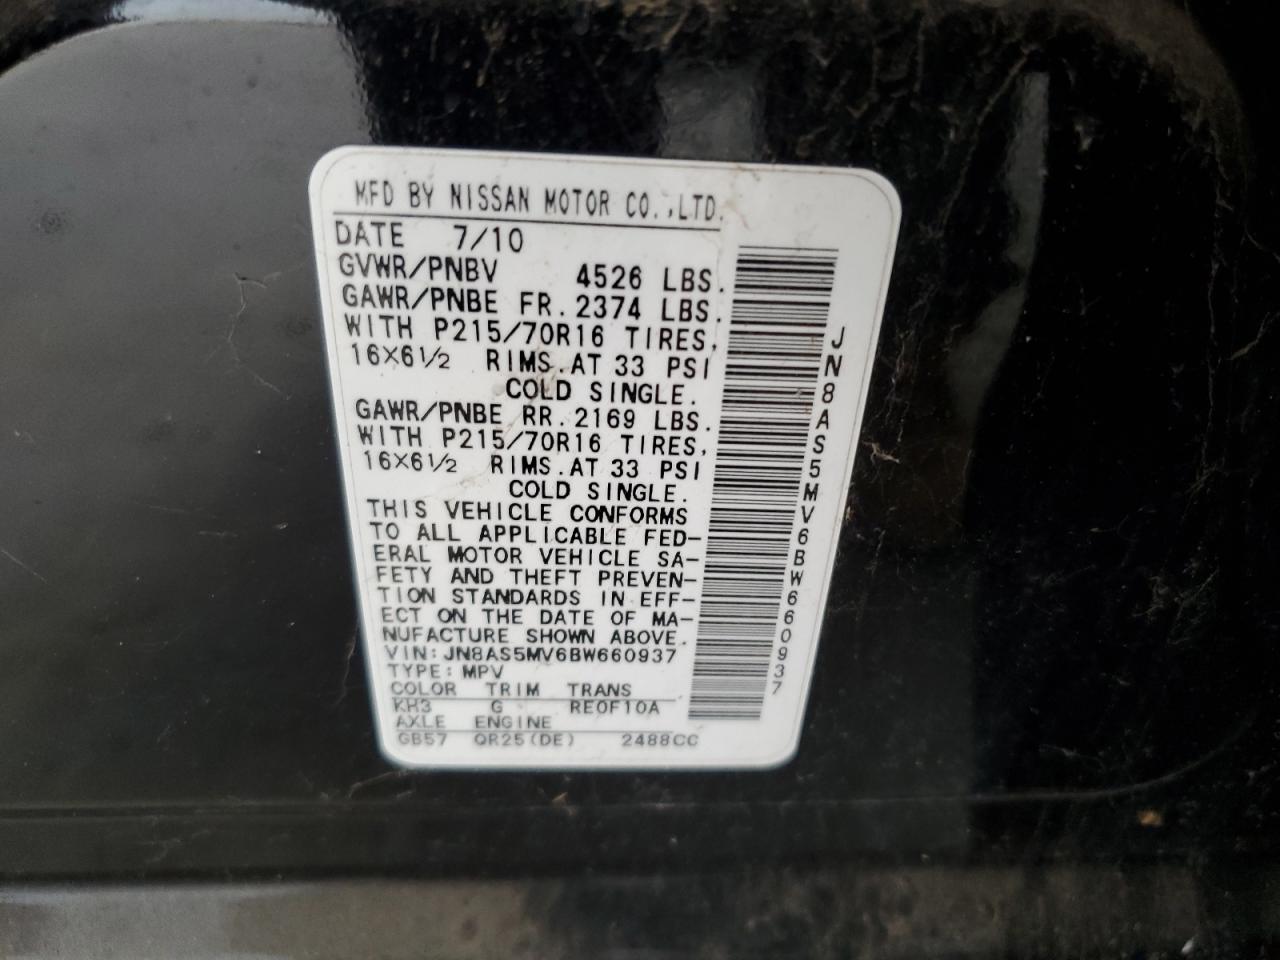 MFD BY NISSAN MOTOR CO.,LTD.
DATE 7/10
GVWR/PNBV 4526 LBS.
GAWR/PNBE FR. 2374 LBS.
WITH P215/70R16 TIRES,
16X6½ RIMS. AT 33 PSI
COLD SINGLE.
GAWR/PNBE RR. 2169 LBS.
WITH P215/70R16 TIRES,
16X6½ RIMS. AT 33 PSI
COLD SINGLE.
THIS VEHICLE CONFORMS
TO ALL APPLICABLE FED-
ERAL MOTOR VEHICLE SA-
FETY AND THEFT PREVEN-
TION STANDARDS IN EFF-
ECT ON THE DATE OF MA-
NUFACTURE SHOWN ABOVE.
VIN: JN8AS5MV6BW660937
TYPE: MPV
COLOR TRIM TRANS
KH3 G RE0F10A
AXLE ENGINE
GB57 QR25(DE) 2488CC
JN8AS5MV6BW660937